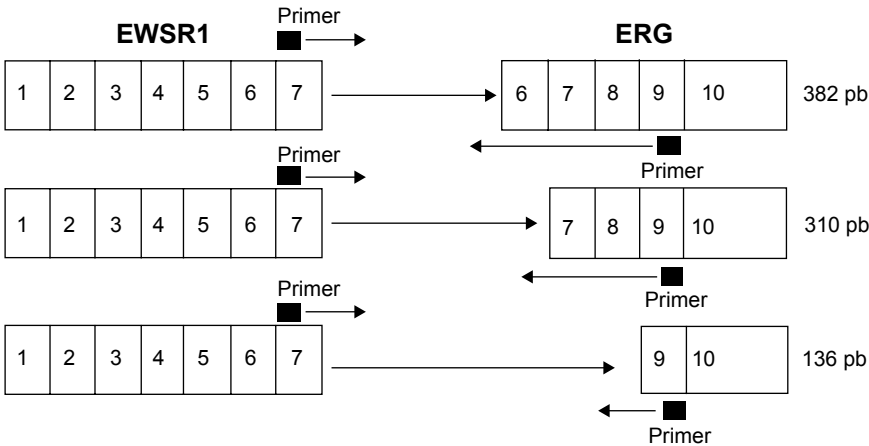 Primer
EWSR1 ERG
1 2 3 4 5 6 7 6 7 8 9 10 382 pb
Primer
Primer
1 2 3 4 5 6 7 7 8 9 10 310 pb
Primer
Primer
1 2 3 4 5 6 7 9 10 136 pb
Primer